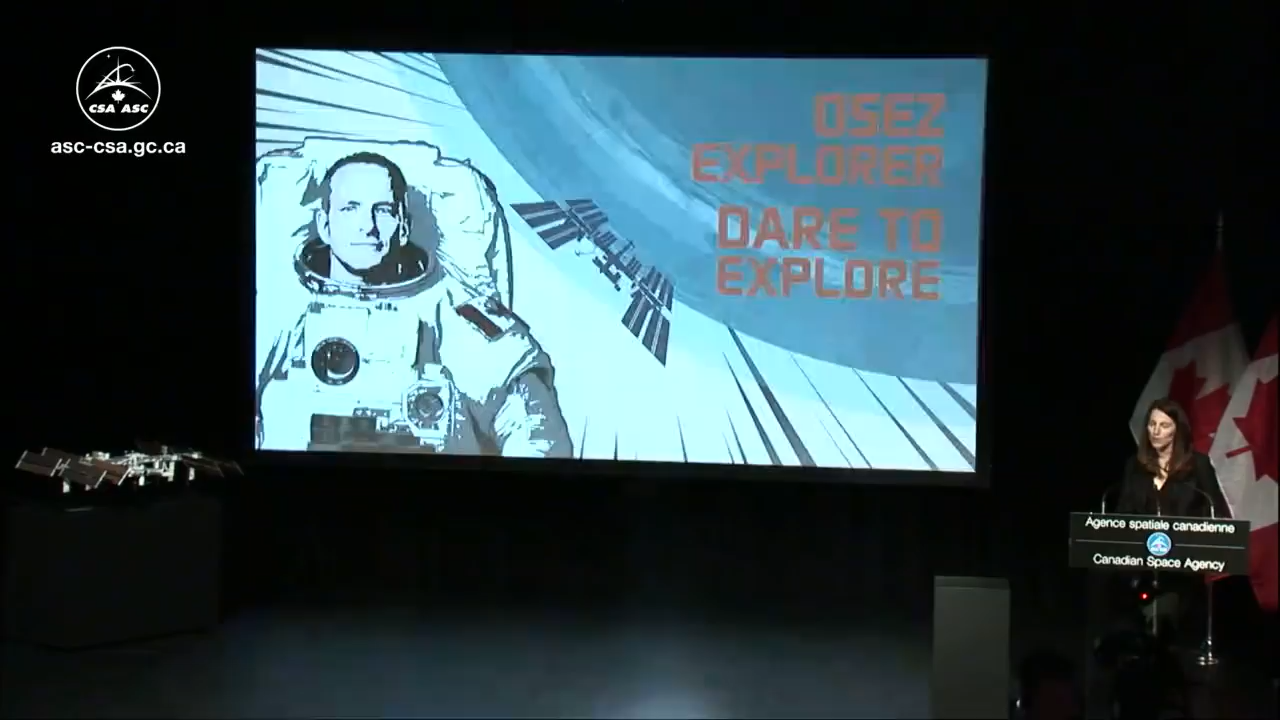 CSA ASC
asc-csa.gc.ca
OSEZ
EXPLORER
DARE TO
EXPLORE
Agence spatiale canadienne
Canadian Space Agency